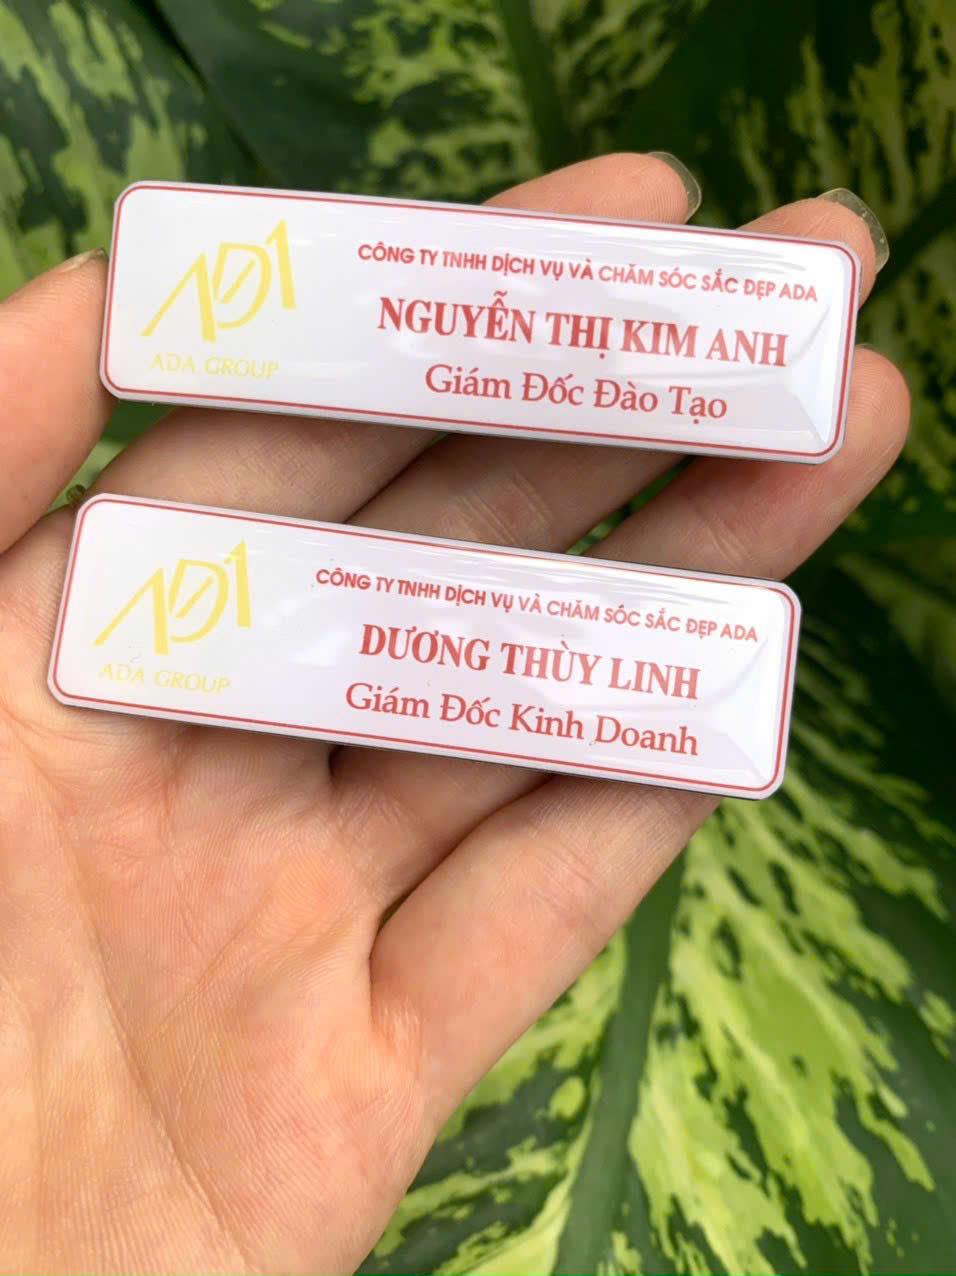 ADA
ADA GROUP
CÔNG TY TNHH DỊCH VỤ VÀ CHĂM SÓC SẮC ĐẸP ADA
NGUYỄN THỊ KIM ANH
Giám Đốc Đào Tạo
ADA
ADA GROUP
CÔNG TY TNHH DỊCH VỤ VÀ CHĂM SÓC SẮC ĐẸP ADA
DƯƠNG THÙY LINH
Giám Đốc Kinh Doanh